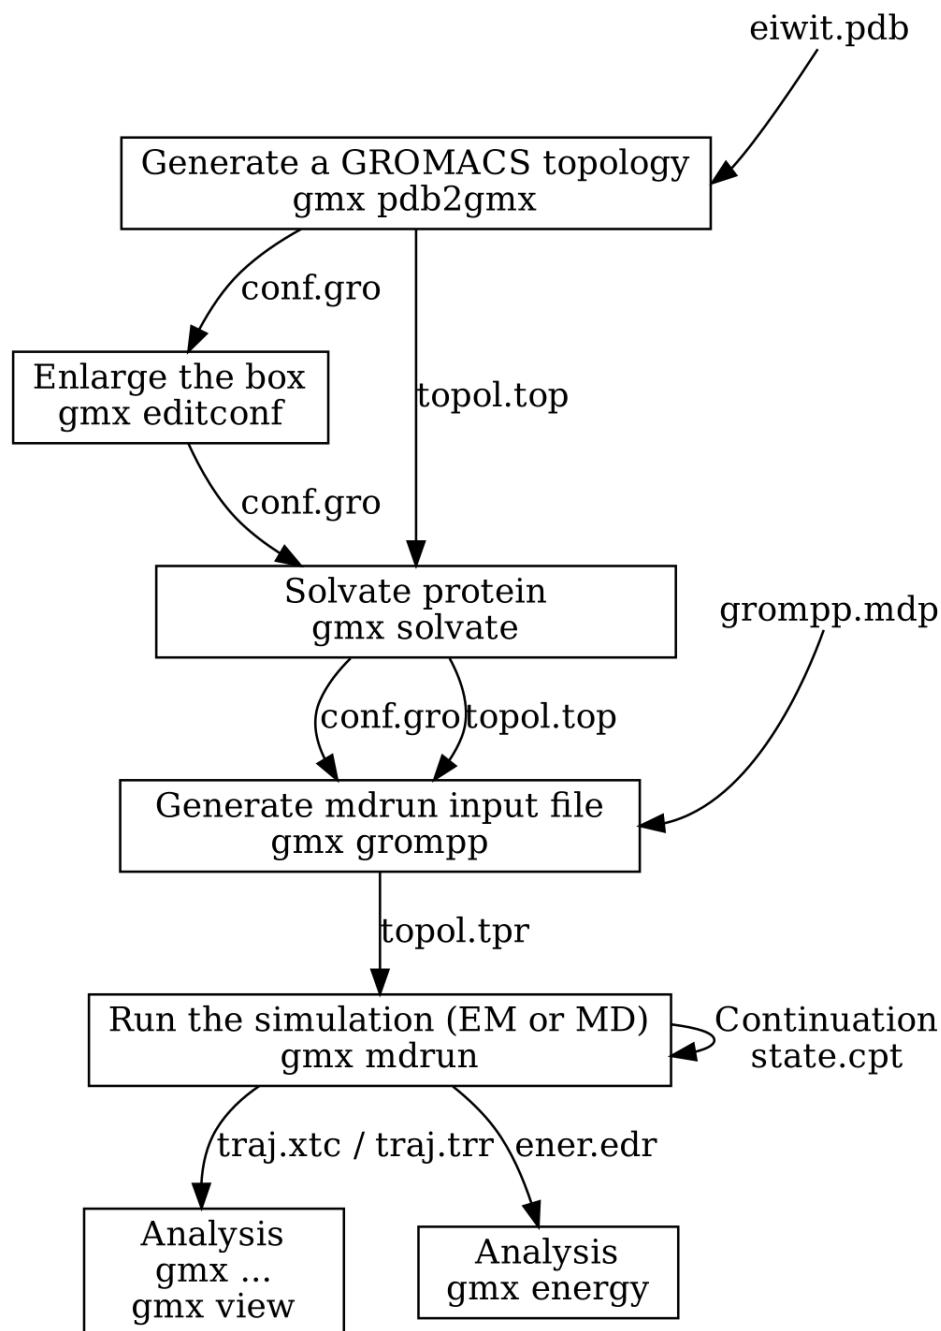 eiwit.pdb
Generate a GROMACS topology
gmx pdb2gmx
conf.gro
Enlarge the box
gmx editconf
topol.top
conf.gro
Solvate protein
gmx solvate
grompp.mdp
conf.gro
topol.top
Generate mdrun input file
gmx grompp
topol.tpr
Run the simulation (EM or MD)
gmx mdrun
Continuation
state.cpt
traj.xtc / traj.trr
ener.edr
Analysis
gmx ...
gmx view
Analysis
gmx energy